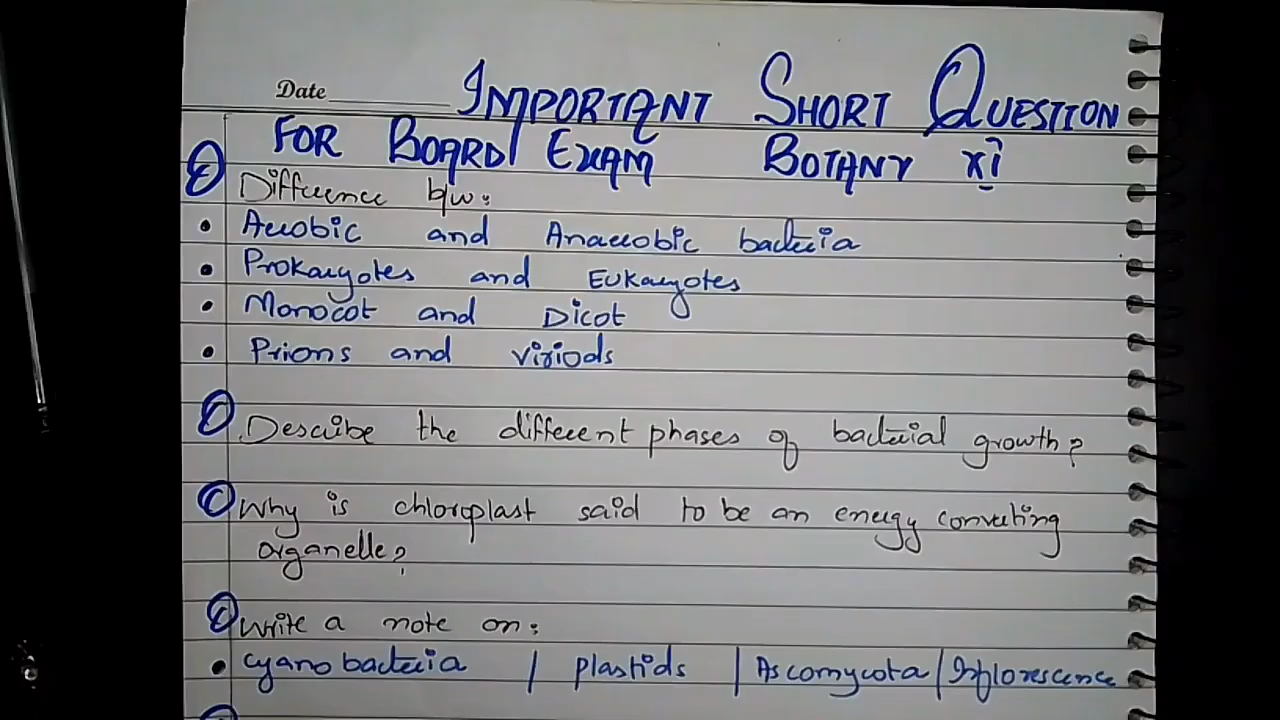 Date
IMPORTANT SHORT QUESTION
FOR BOARD EXAM BOTANY XI
Difference b/w:
• Aerobic and Anaerobic bacteria
• Prokaryotes and Eukaryotes
• Monocot and Dicot
• Prions and viriods
Describe the different phases of bacterial growth?
Why is chloroplast said to be an energy converting
organelle?
Write a note on:
• Cyanobacteria | plastids | Ascomycota | Inflorescence